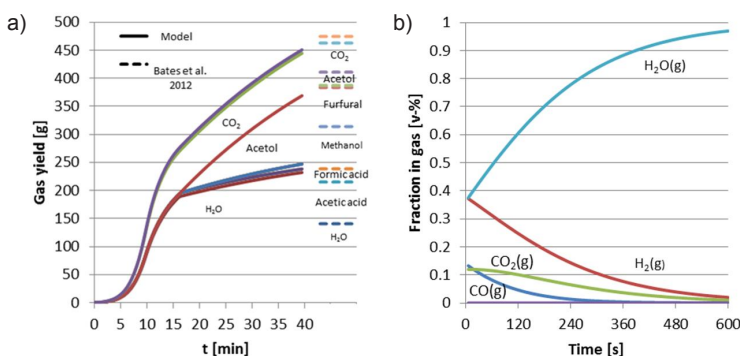 a)
Gas yield [g]
500
450
400
350
300
250
200
150
100
50
0
0 5 10 15 20 25 30 35 40
t [min]
Model
Bates et al.
2012
CO₂
Acetol
H₂O
CO₂
Acetol
Furfural
Methanol
Formic acid
Acetic acid
H₂O
b)
Fraction in gas [v-%]
1
0.9
0.8
0.7
0.6
0.5
0.4
0.3
0.2
0.1
0
0 120 240 360 480 600
Time [s]
H₂O(g)
CO₂(g)
H₂(g)
CO(g)